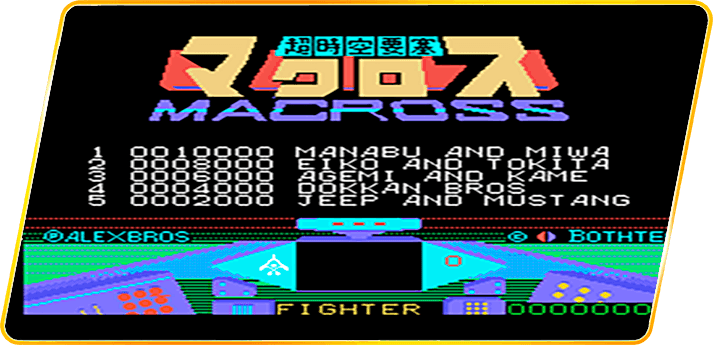 超時空要塞
マクロス
MACROSS
1 0010000 MANABU AND MIWA
2 0008000 EIKO AND TOKITA
3 0006000 AGEMI AND KAME
4 0004000 DOKKAN BROS
5 0002000 JEEP AND MUSTANG
℗ALEXBROS © BOTHTE
FIGHTER 0000000